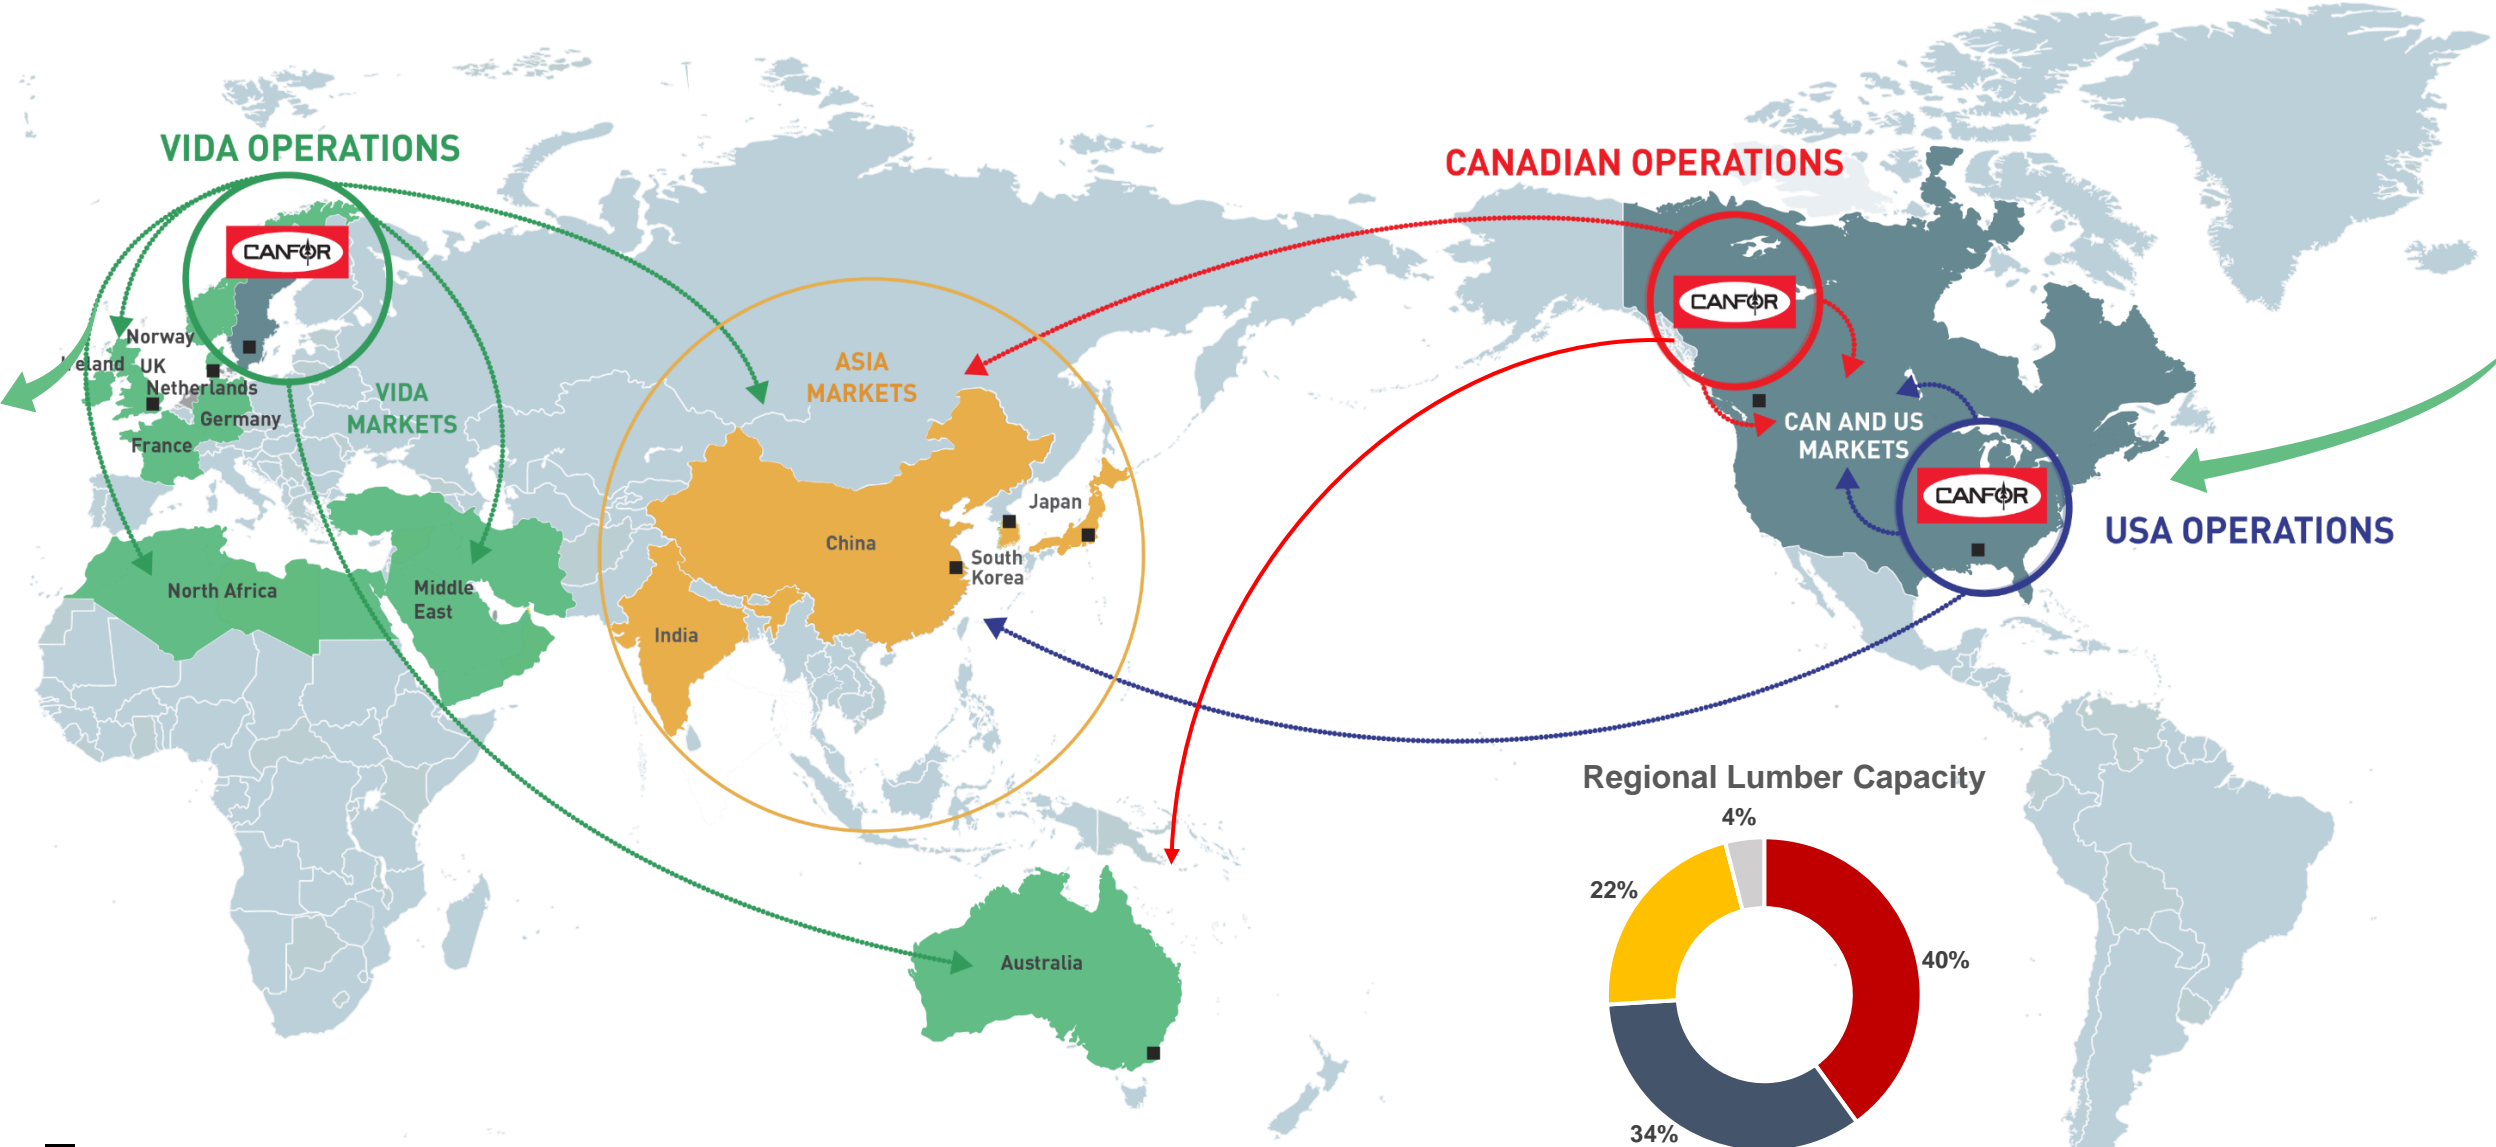 VIDA OPERATIONS
CANADIAN OPERATIONS
CANFOR
CANFOR
Norway
Ireland
UK
Netherlands
Germany
France
VIDA
MARKETS
ASIA
MARKETS
CAN AND US
MARKETS
CANFOR
USA OPERATIONS
Japan
China
South
Korea
North Africa
Middle
East
India
Australia
Regional Lumber Capacity
4%
22%
40%
34%